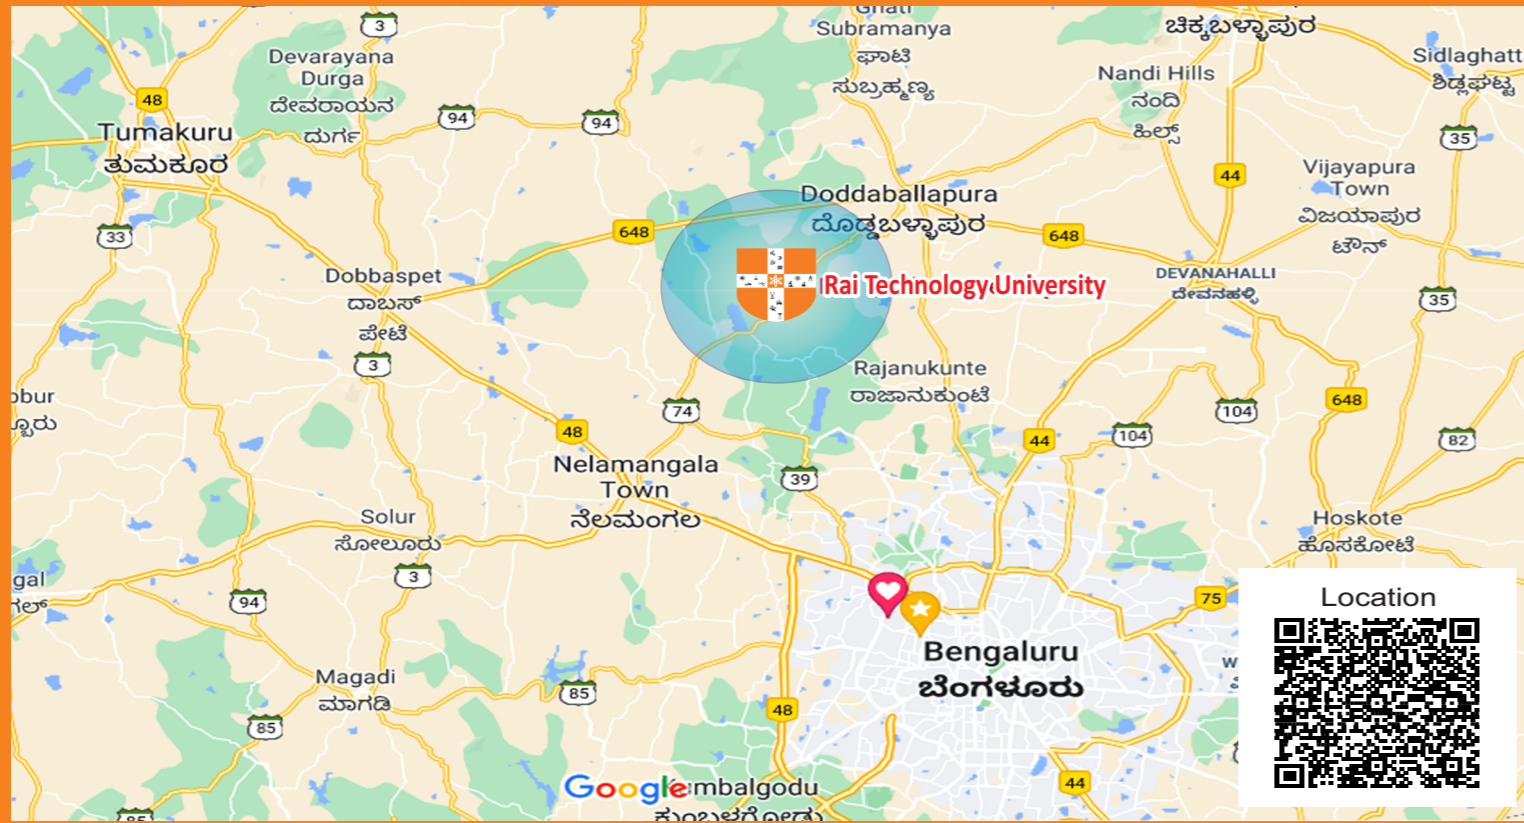 Ghati
Subramanya
ಘಾಟಿ
ಸುಬ್ರಹ್ಮಣ್ಯ
ಚಿಕ್ಕಬಳ್ಳಾಪುರ
3
Devarayana
Durga
ದೇವರಾಯನ
ದುರ್ಗ
Sidlaghatt
ಶಿಡ್ಲಘಟ್ಟ
Nandi Hills
ನಂದಿ
ಹಿಲ್ಸ್
48
94
94
Tumakuru
ತುಮಕೂರ
35
44
Vijayapura
Town
ವಿಜಯಾಪುರ
ಟೌನ್
Doddaballapura
ದೊಡ್ಡಬಳ್ಳಾಪುರ
33
648
648
Dobbaspet
ದಾಬಸ್
ಪೇಟೆ
Rai Technology University
DEVANAHALLI
ದೇವನಹಳ್ಳಿ
35
3
Rajanukunte
ರಾಜಾನುಕುಂಟೆ
74
104
648
48
44
104
82
Nelamangala
Town
ನೆಲಮಂಗಲ
39
Solur
ಸೋಲೂರು
Hoskote
ಹೊಸಕೋಟೆ
3
gal
94
75
Location
Bengaluru
ಬೆಂಗಳೂರು
Magadi
ಮಾಗಡಿ
85
48
85
44
Google
mbalgodu
85